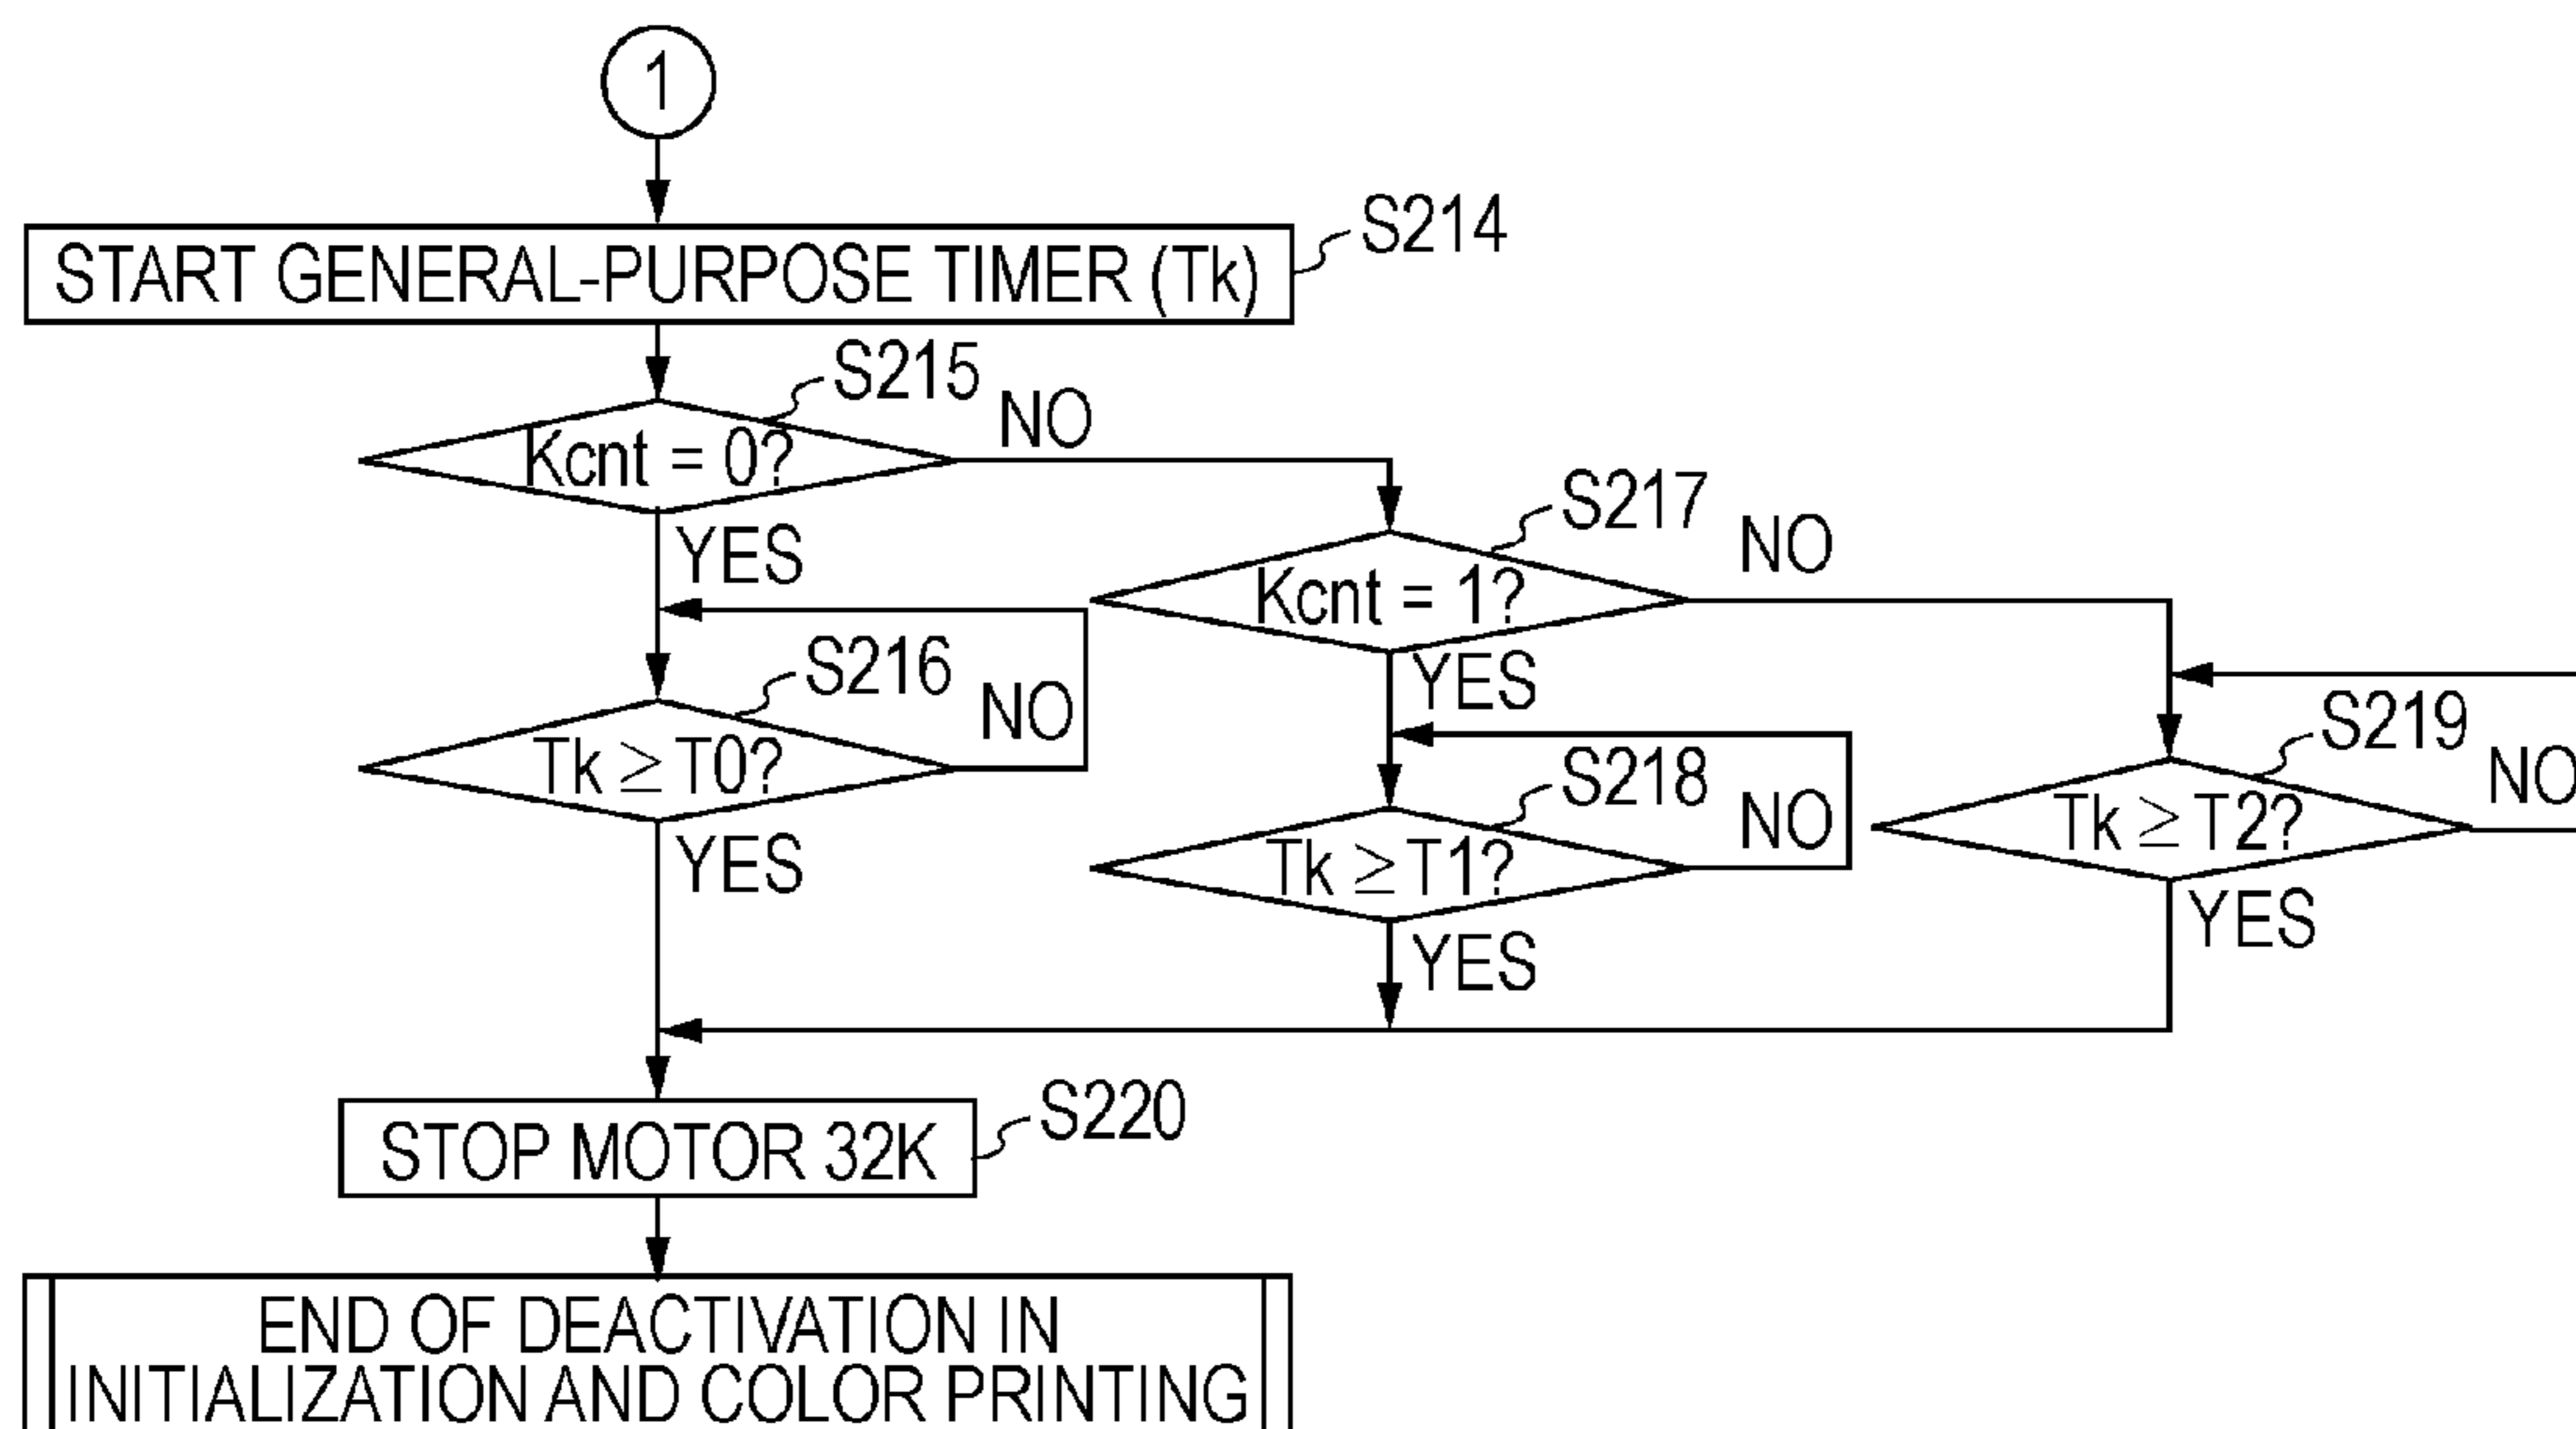 1
START GENERAL-PURPOSE TIMER (Tk)
S214
S215
Kcnt = 0?
NO
YES
S217
Kcnt = 1?
NO
YES
S216
Tk ≥ T0?
NO
YES
S218
Tk ≥ T1?
NO
YES
S219
Tk ≥ T2?
NO
YES
STOP MOTOR 32K
S220
END OF DEACTIVATION IN
INITIALIZATION AND COLOR PRINTING